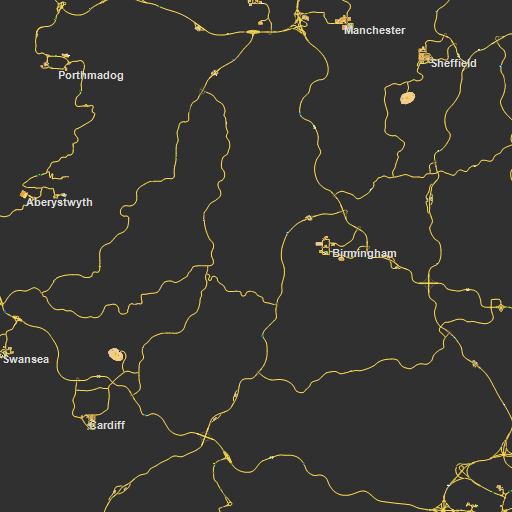 Manchester
Sheffield
Porthmadog
Aberystwyth
Birmingham
Swansea
Cardiff